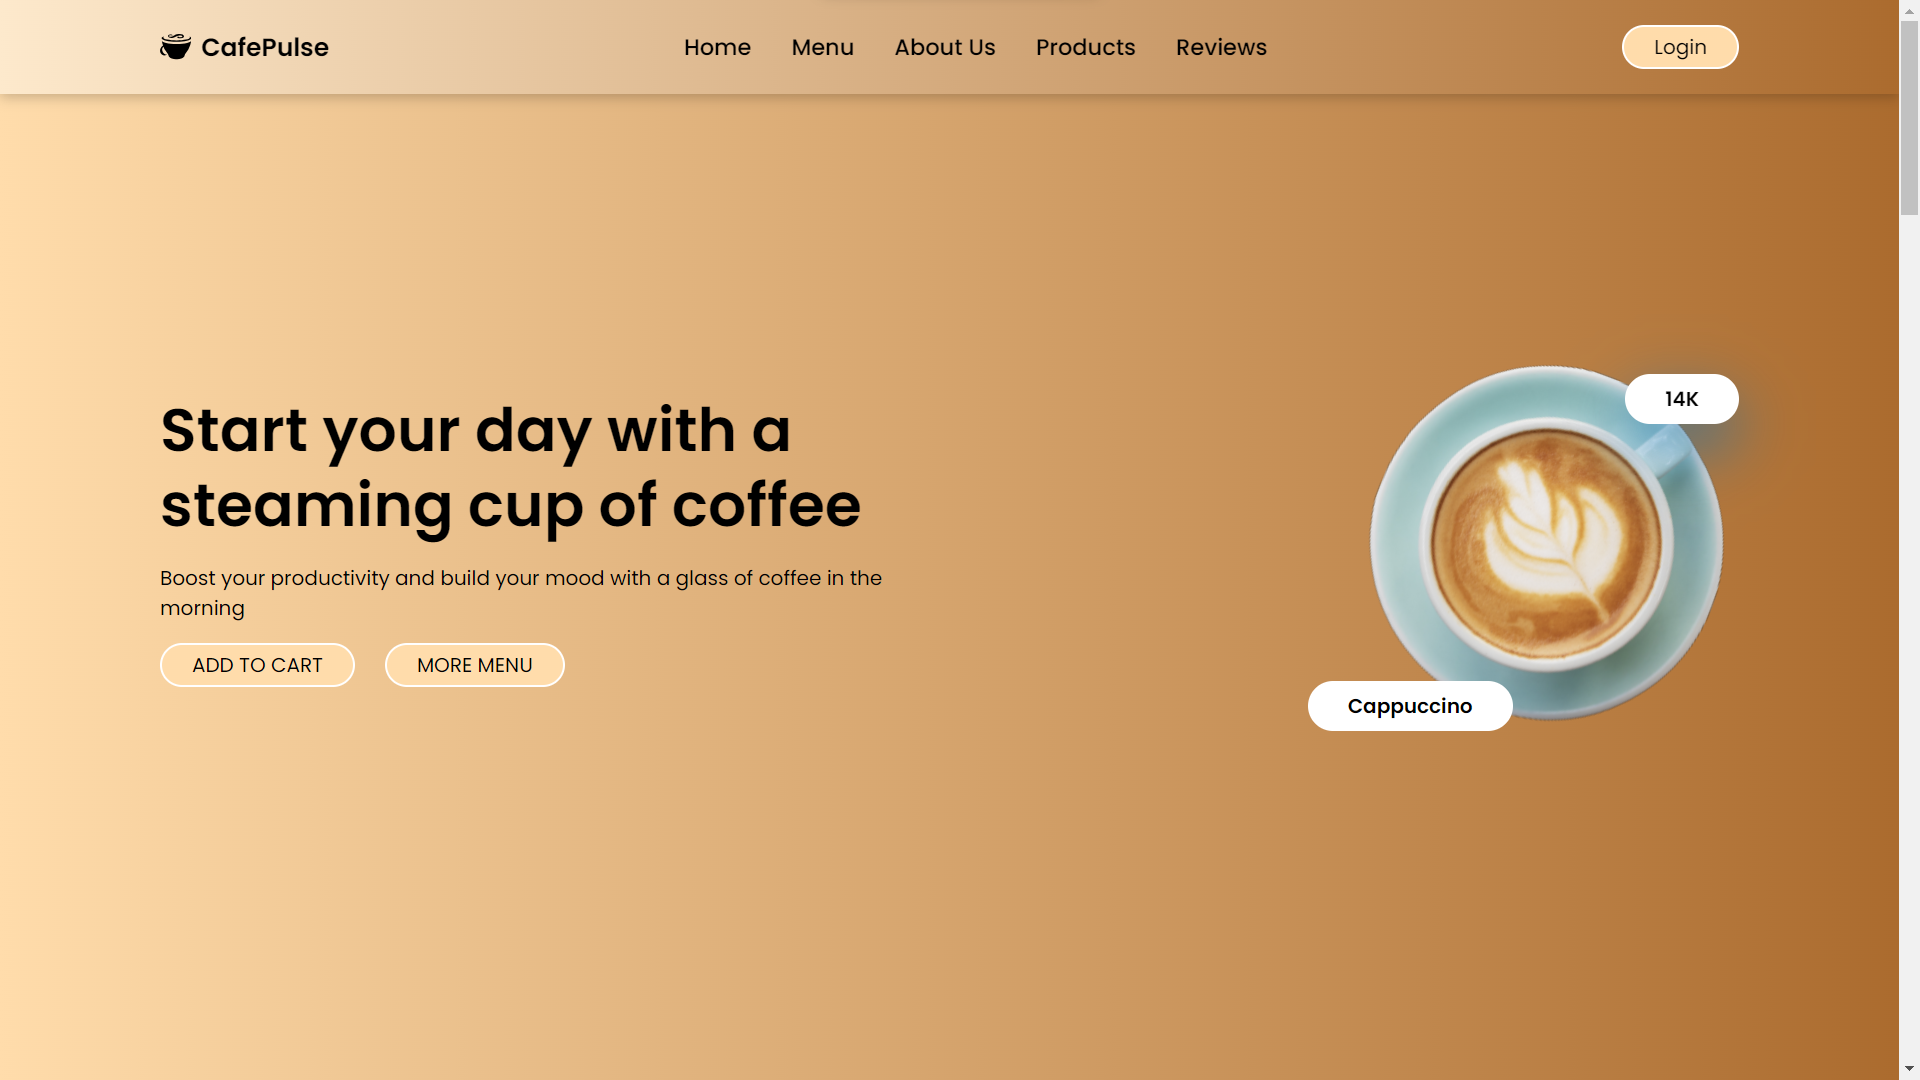 CafePulse
Home
Menu
About Us
Products
Reviews
Login
14K
Start your day with a
steaming cup of coffee
Boost your productivity and build your mood with a glass of coffee in the
morning
ADD TO CART
MORE MENU
Cappuccino